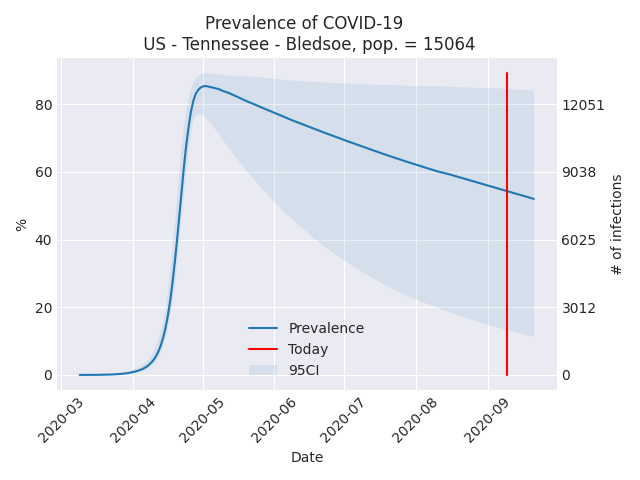 Prevalence of COVID-19
US - Tennessee - Bledsoe, pop. = 15064
80
60
40
20
0
%
12051
9038
6025
3012
0
# of infections
Prevalence
Today
95CI
2020-03
2020-04
2020-05
2020-06
2020-07
2020-08
2020-09
Date